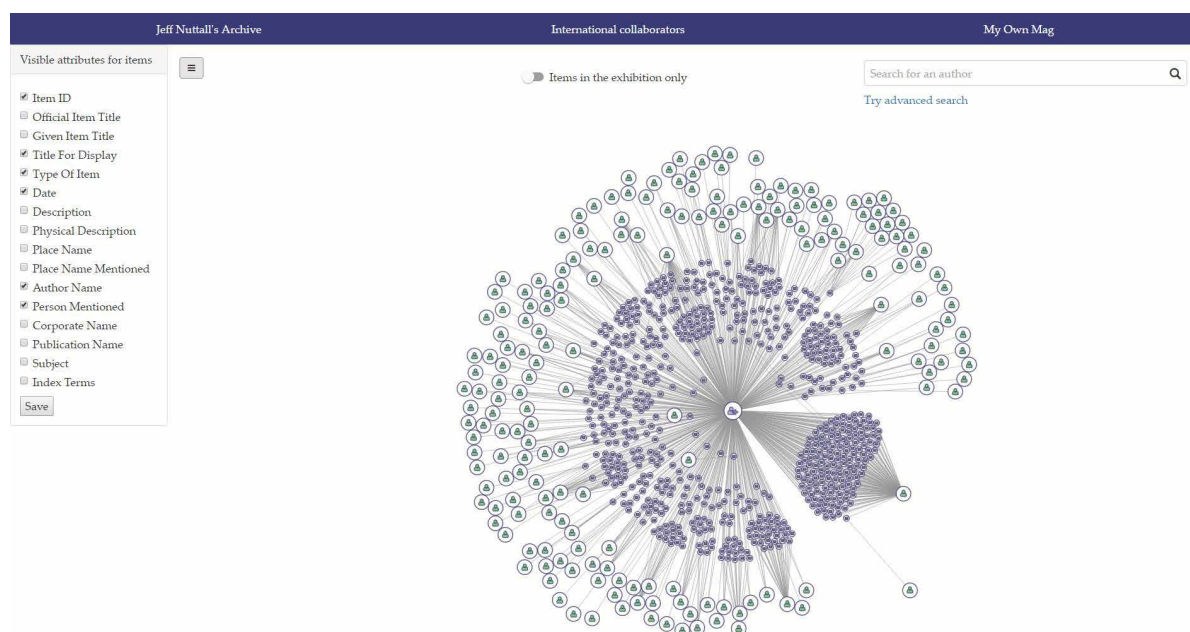 Jeff Nuttall's Archive
International collaborators
My Own Mag
Visible attributes for items
Items in the exhibition only
Search for an author
Try advanced search
Item ID
Official Item Title
Given Item Title
Title For Display
Type Of Item
Date
Description
Physical Description
Place Name
Place Name Mentioned
Author Name
Person Mentioned
Corporate Name
Publication Name
Subject
Index Terms
Save